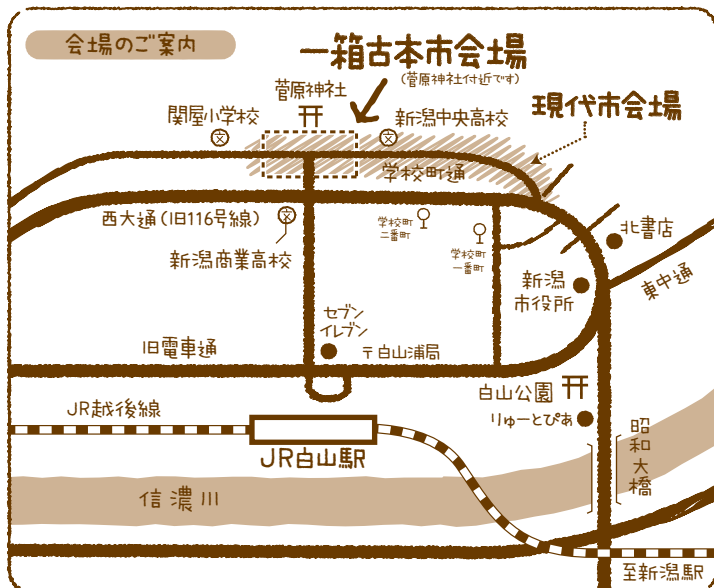 会場のご案内
一箱古本市会場
(菅原神社付近です)
菅原神社
現代市会場
関屋小学校
文
文
新潟中央高校
学校町通
西大通(旧116号線)
文
学校町
二番町
北書店
新潟商業高校
学校町
一番町
新潟
市役所
東中通
セブン
イレブン
旧電車通
〒白山浦局
白山公園
JR越後線
りゅーとぴあ
昭和大橋
JR白山駅
信濃川
至新潟駅